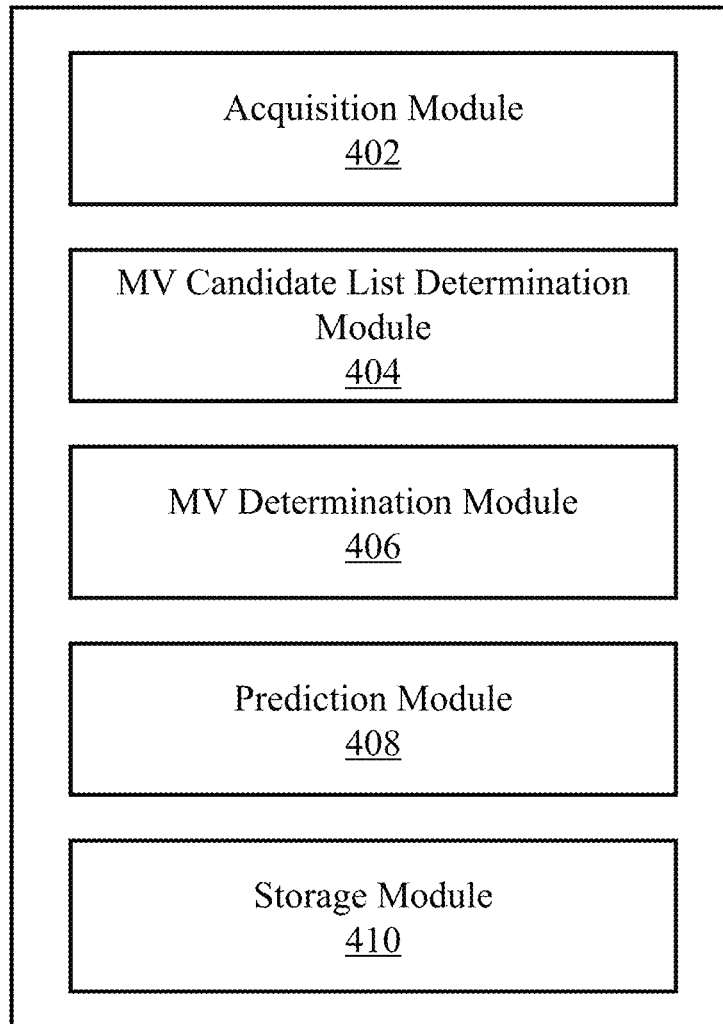 Acquisition Module
402
MV Candidate List Determination
Module
404
MV Determination Module
406
Prediction Module
408
Storage Module
410